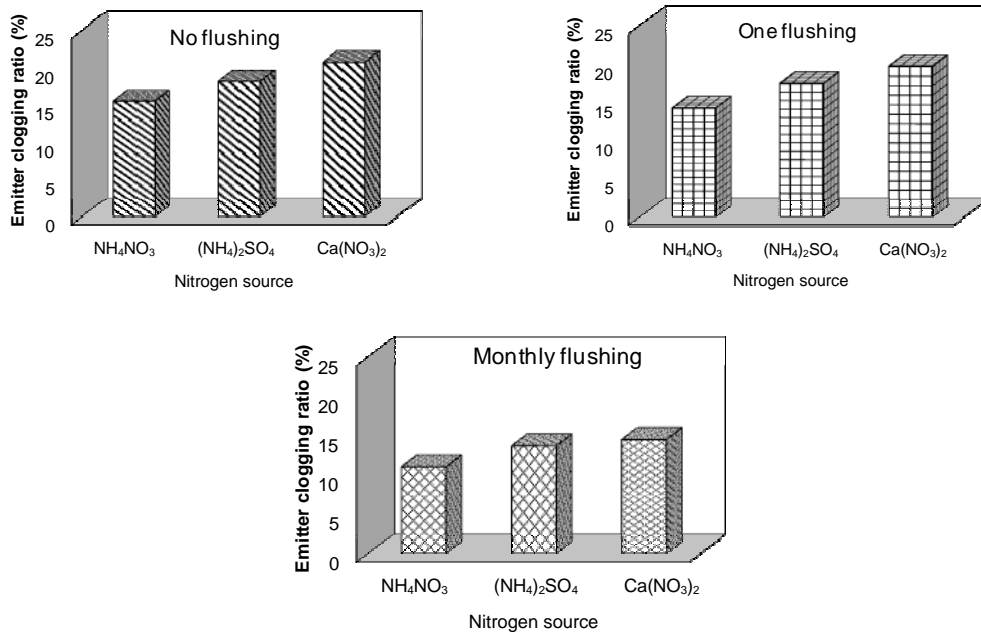 No flushing
Emitter clogging ratio (%)
25
20
15
10
5
0
NH₄NO₃ (NH₄)₂SO₄ Ca(NO₃)₂
Nitrogen source
One flushing
Emitter clogging ratio (%)
25
20
15
10
5
0
NH₄NO₃ (NH₄)₂SO₄ Ca(NO₃)₂
Nitrogen source
Monthly flushing
Emitter clogging ratio (%)
25
20
15
10
5
0
NH₄NO₃ (NH₄)₂SO₄ Ca(NO₃)₂
Nitrogen source